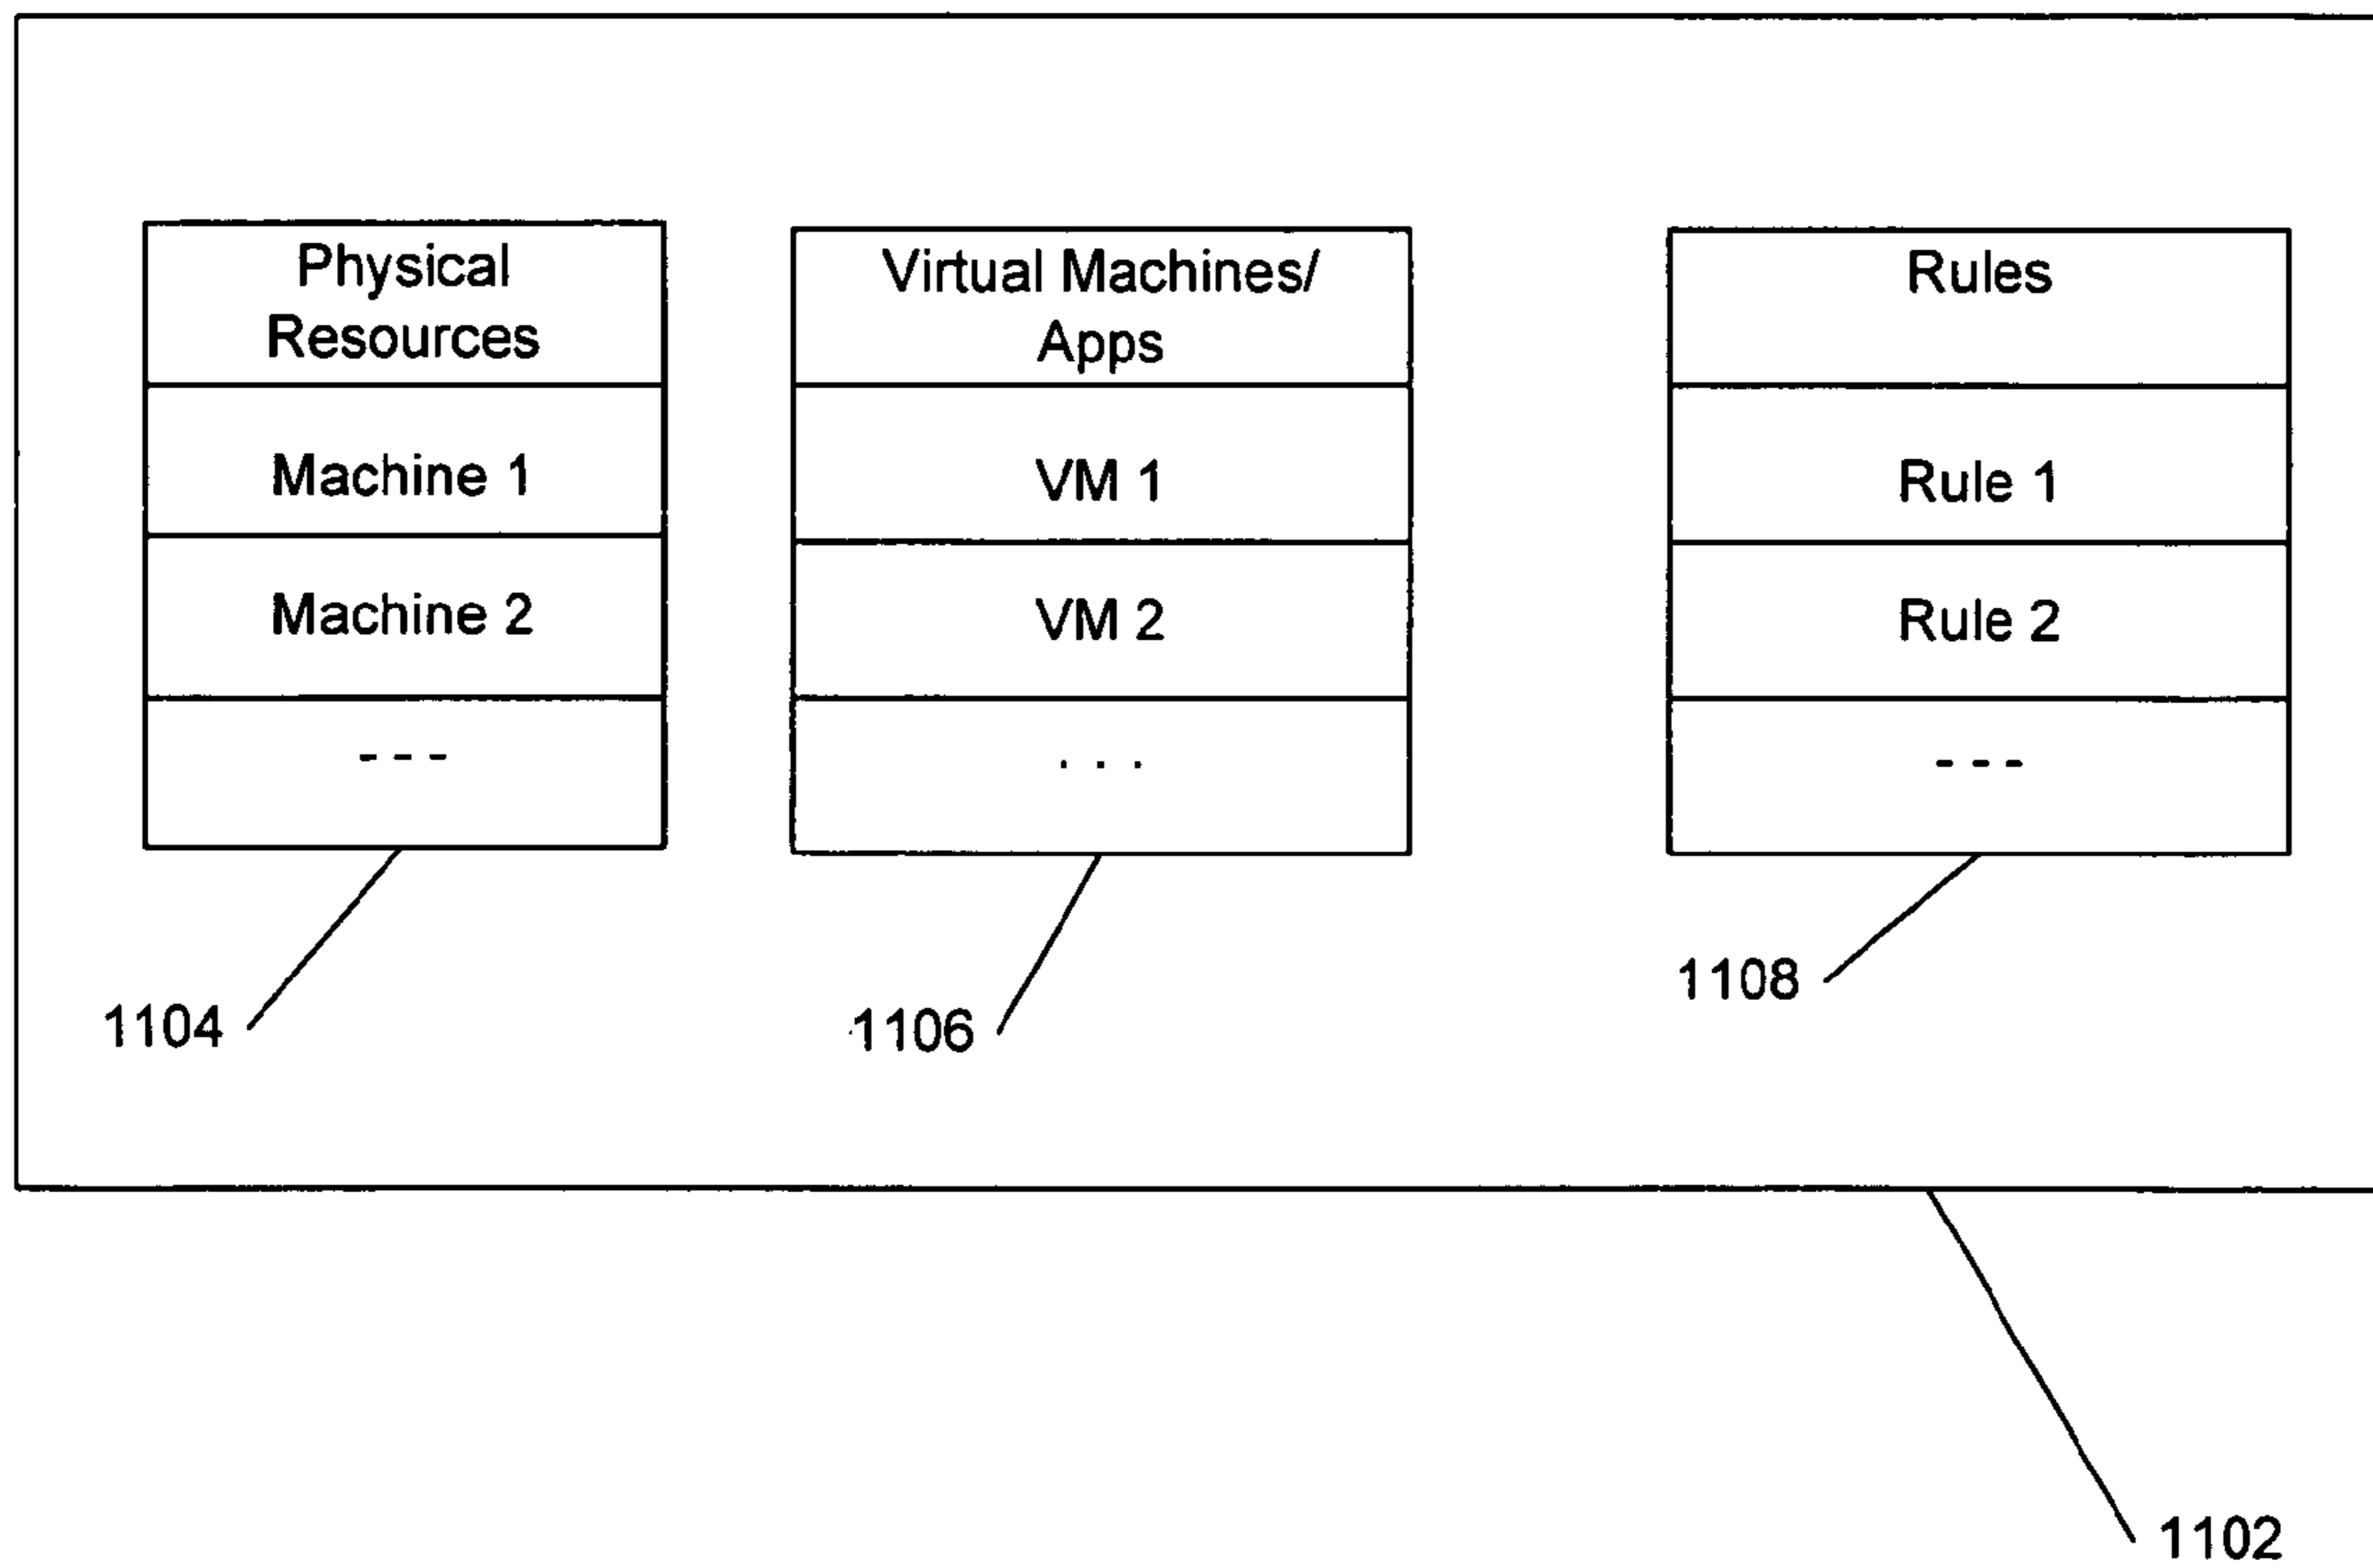 Physical
Resources
Machine 1
Machine 2
- - -
Virtual Machines/
Apps
VM 1
VM 2
. . .
Rules
Rule 1
Rule 2
- - -
1104
1106
1108
1102